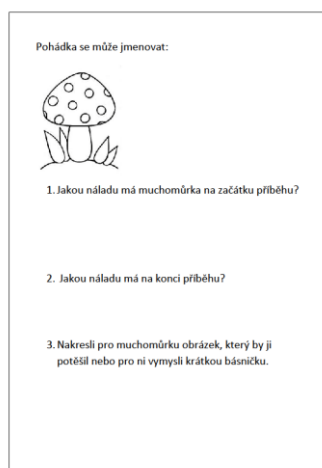 Pohádka se může jmenovat:
1. Jakou náladu má muchomůrka na začátku příběhu?
2. Jakou náladu má na konci příběhu?
3. Nakresli pro muchomůrku obrázek, který by ji
potěšil nebo pro ni vymysli krátkou básničku.